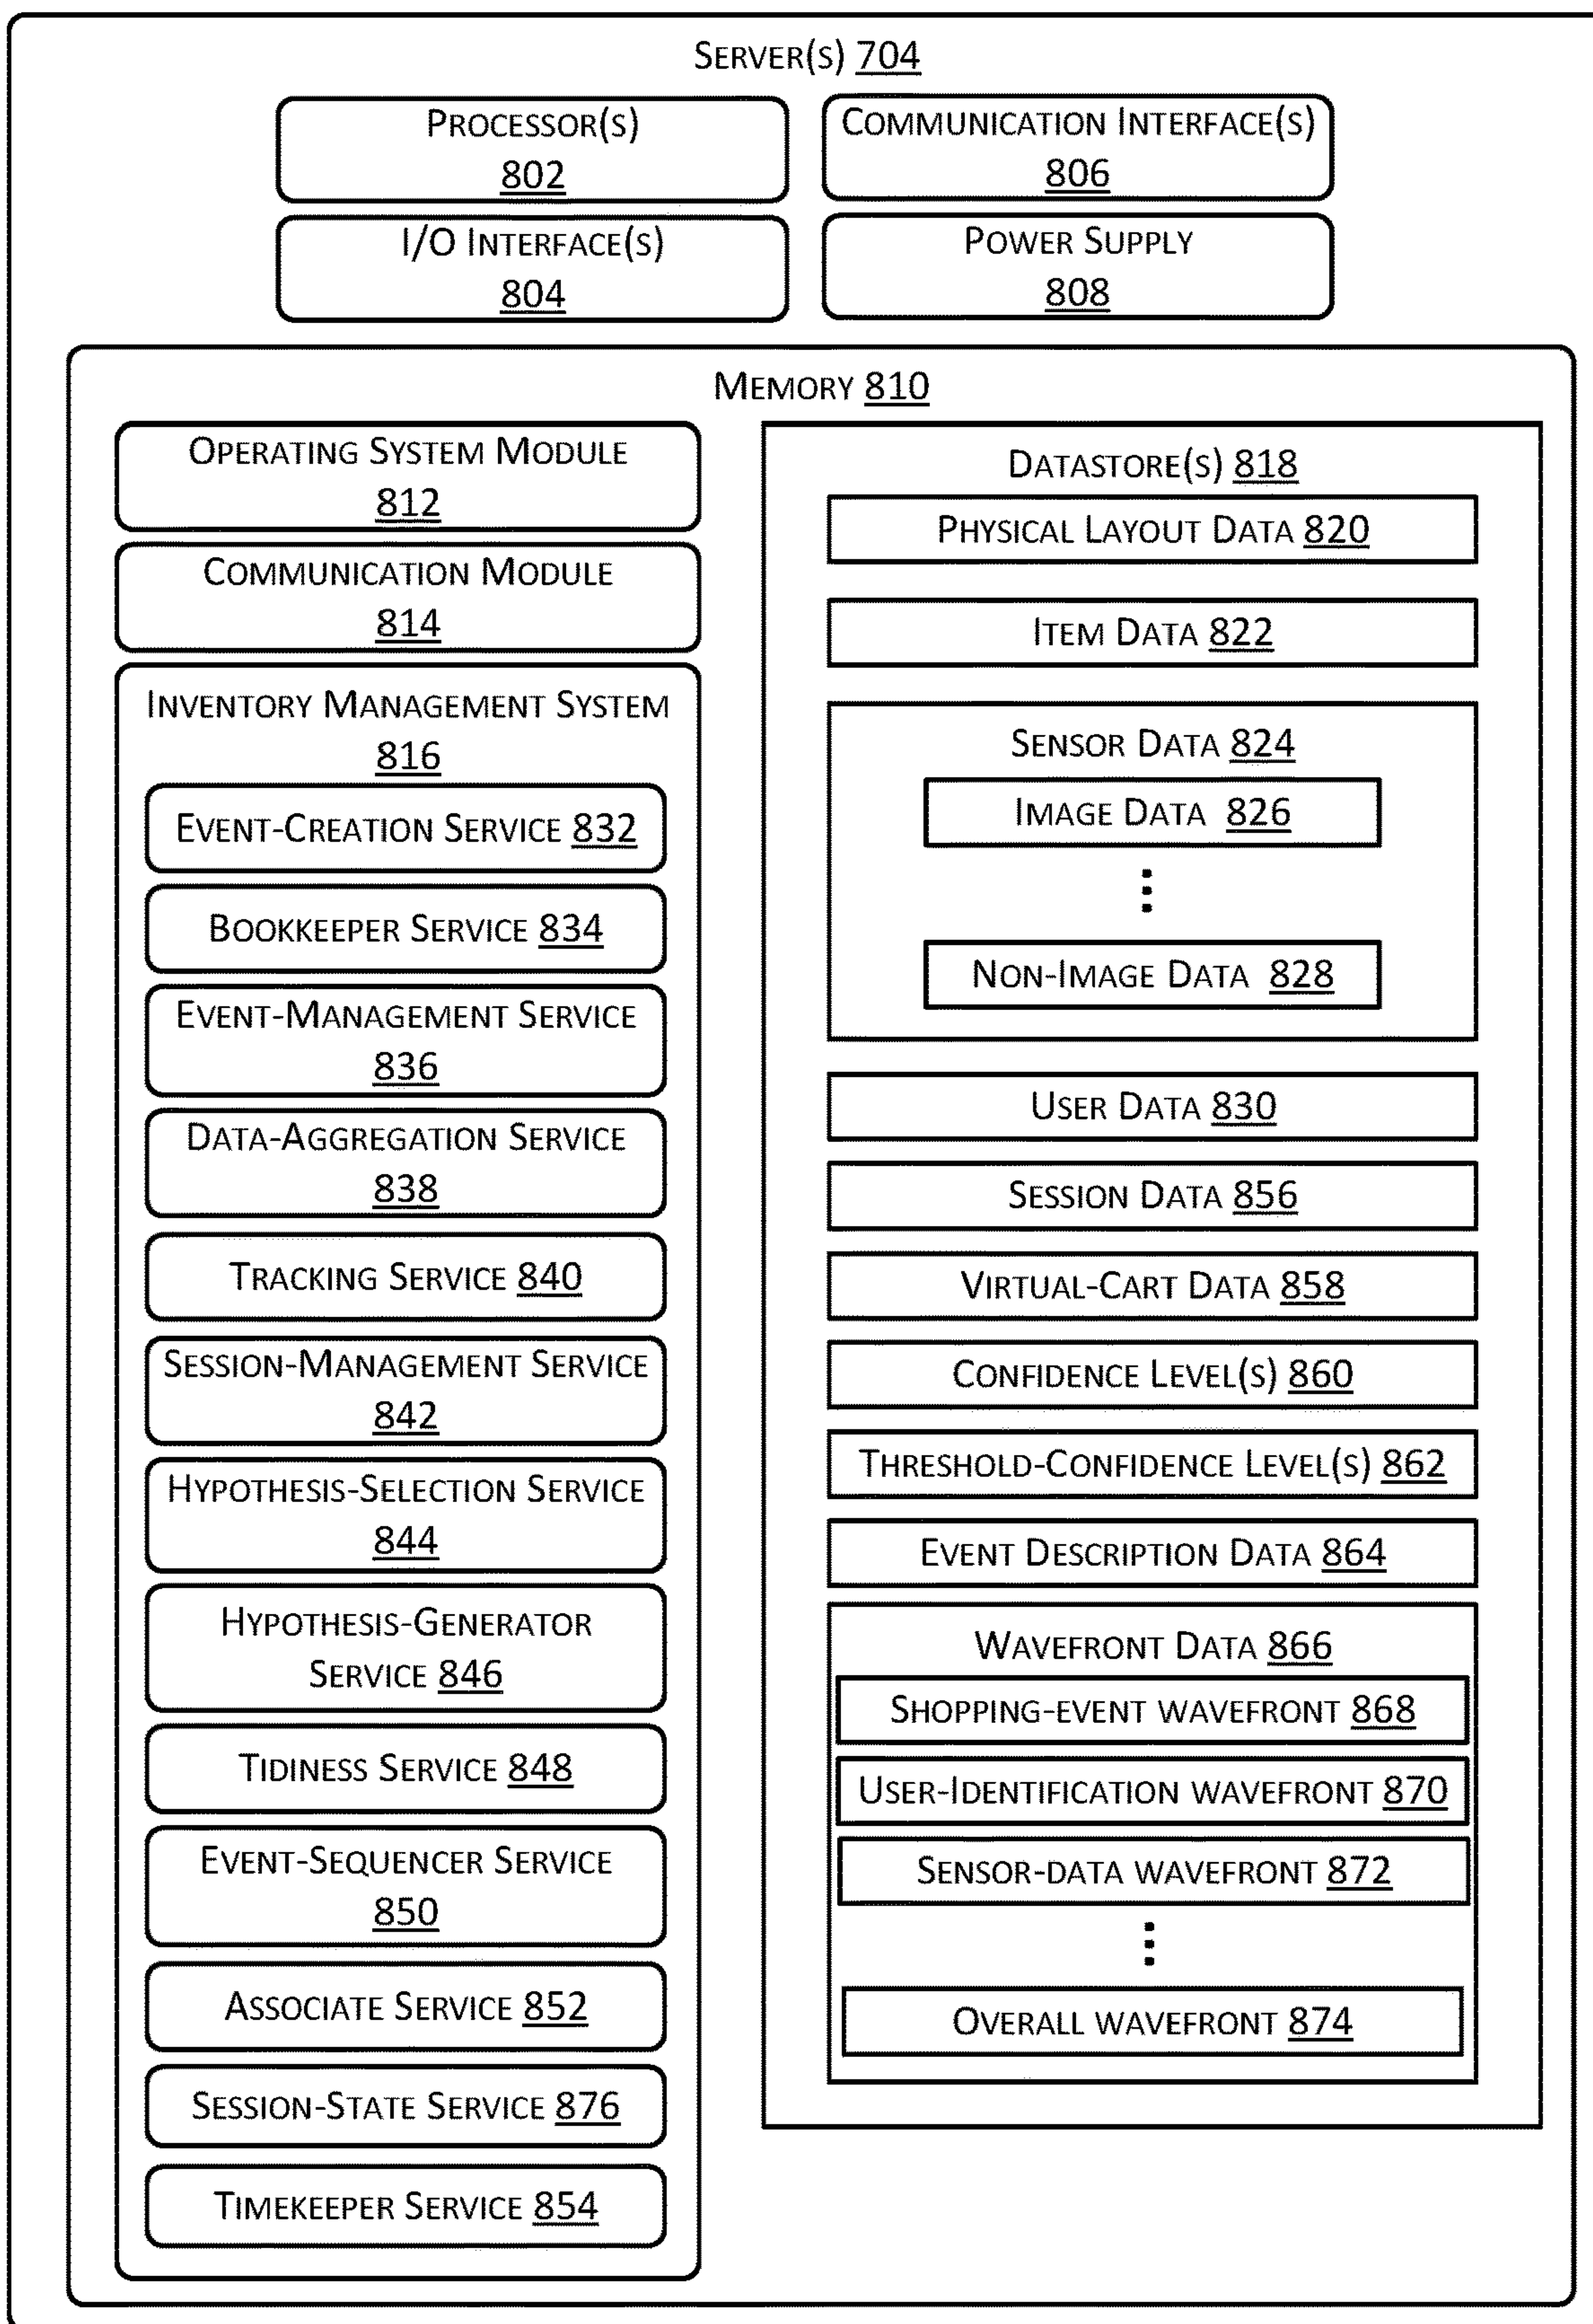 Server(s) 704
Processor(s)
802
Communication Interface(s)
806
I/O Interface(s)
804
Power Supply
808
Memory 810
Operating System Module
812
Communication Module
814
Inventory Management System
816
Event-Creation Service 832
Bookkeeper Service 834
Event-Management Service
836
Data-Aggregation Service
838
Tracking Service 840
Session-Management Service
842
Hypothesis-Selection Service
844
Hypothesis-Generator
Service 846
Tidiness Service 848
Event-Sequencer Service
850
Associate Service 852
Session-State Service 876
Timekeeper Service 854
Datastore(s) 818
Physical Layout Data 820
Item Data 822
Sensor Data 824
Image Data 826
Non-Image Data 828
User Data 830
Session Data 856
Virtual-Cart Data 858
Confidence Level(s) 860
Threshold-Confidence Level(s) 862
Event Description Data 864
Wavefront Data 866
Shopping-event wavefront 868
User-Identification wavefront 870
Sensor-data wavefront 872
Overall wavefront 874